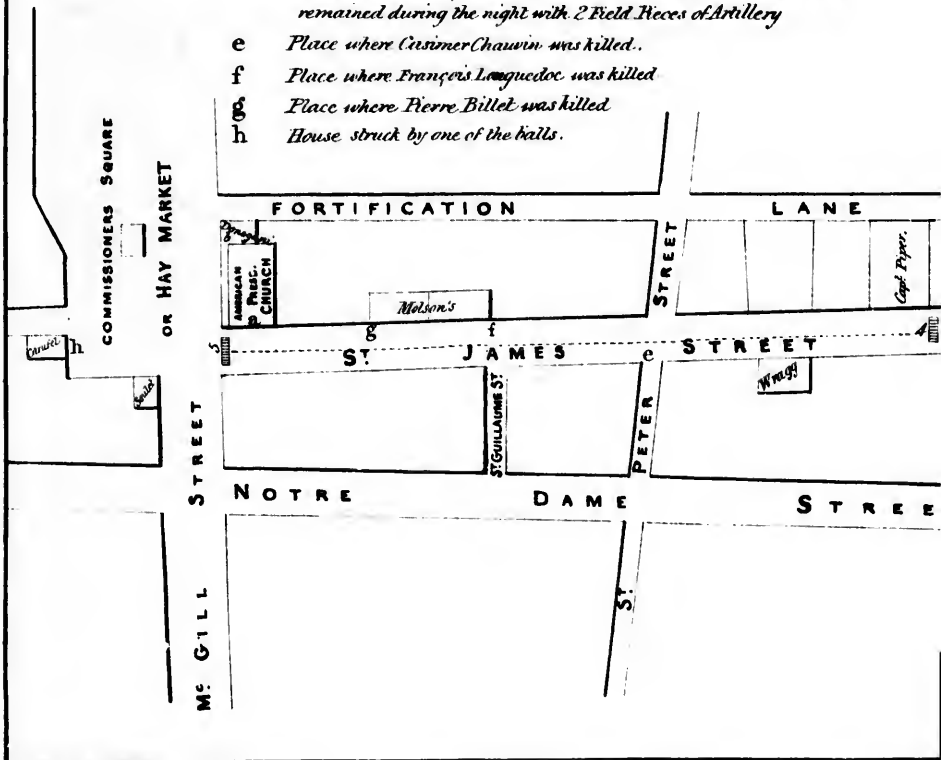 remained during the night with 2 Field Pieces of Artillery
e Place where Casimer Chauvin was killed.
f Place where François Languedoc was killed
g Place where Pierre Billet was killed
h House struck by one of the balls.
COMMISSIONERS SQUARE
OR HAY MARKET
FORTIFICATION LANE
AMERICAN PRESB. CHURCH
Molson's
g
f
STREET
Capt. Piper.
4
5
h
ST. JAMES e STREET
Wragg
ST. GUILLAUME ST.
PETER
ST.
NOTRE DAME STREE
Mc GILL STREET